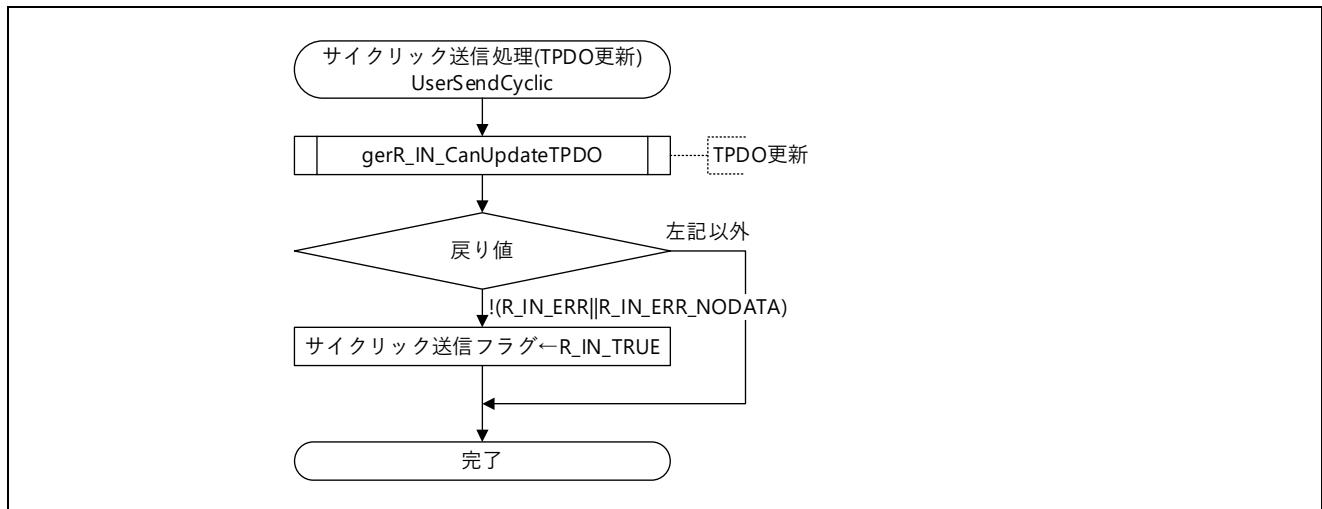 サイクリック送信処理(TPDO更新)
UserSendCyclic
gerR_IN_CanUpdateTPDO
TPDO更新
左記以外
戻り値
!(R_IN_ERR||R_IN_ERR_NODATA)
サイクリック送信フラグ←R_IN_TRUE
完了